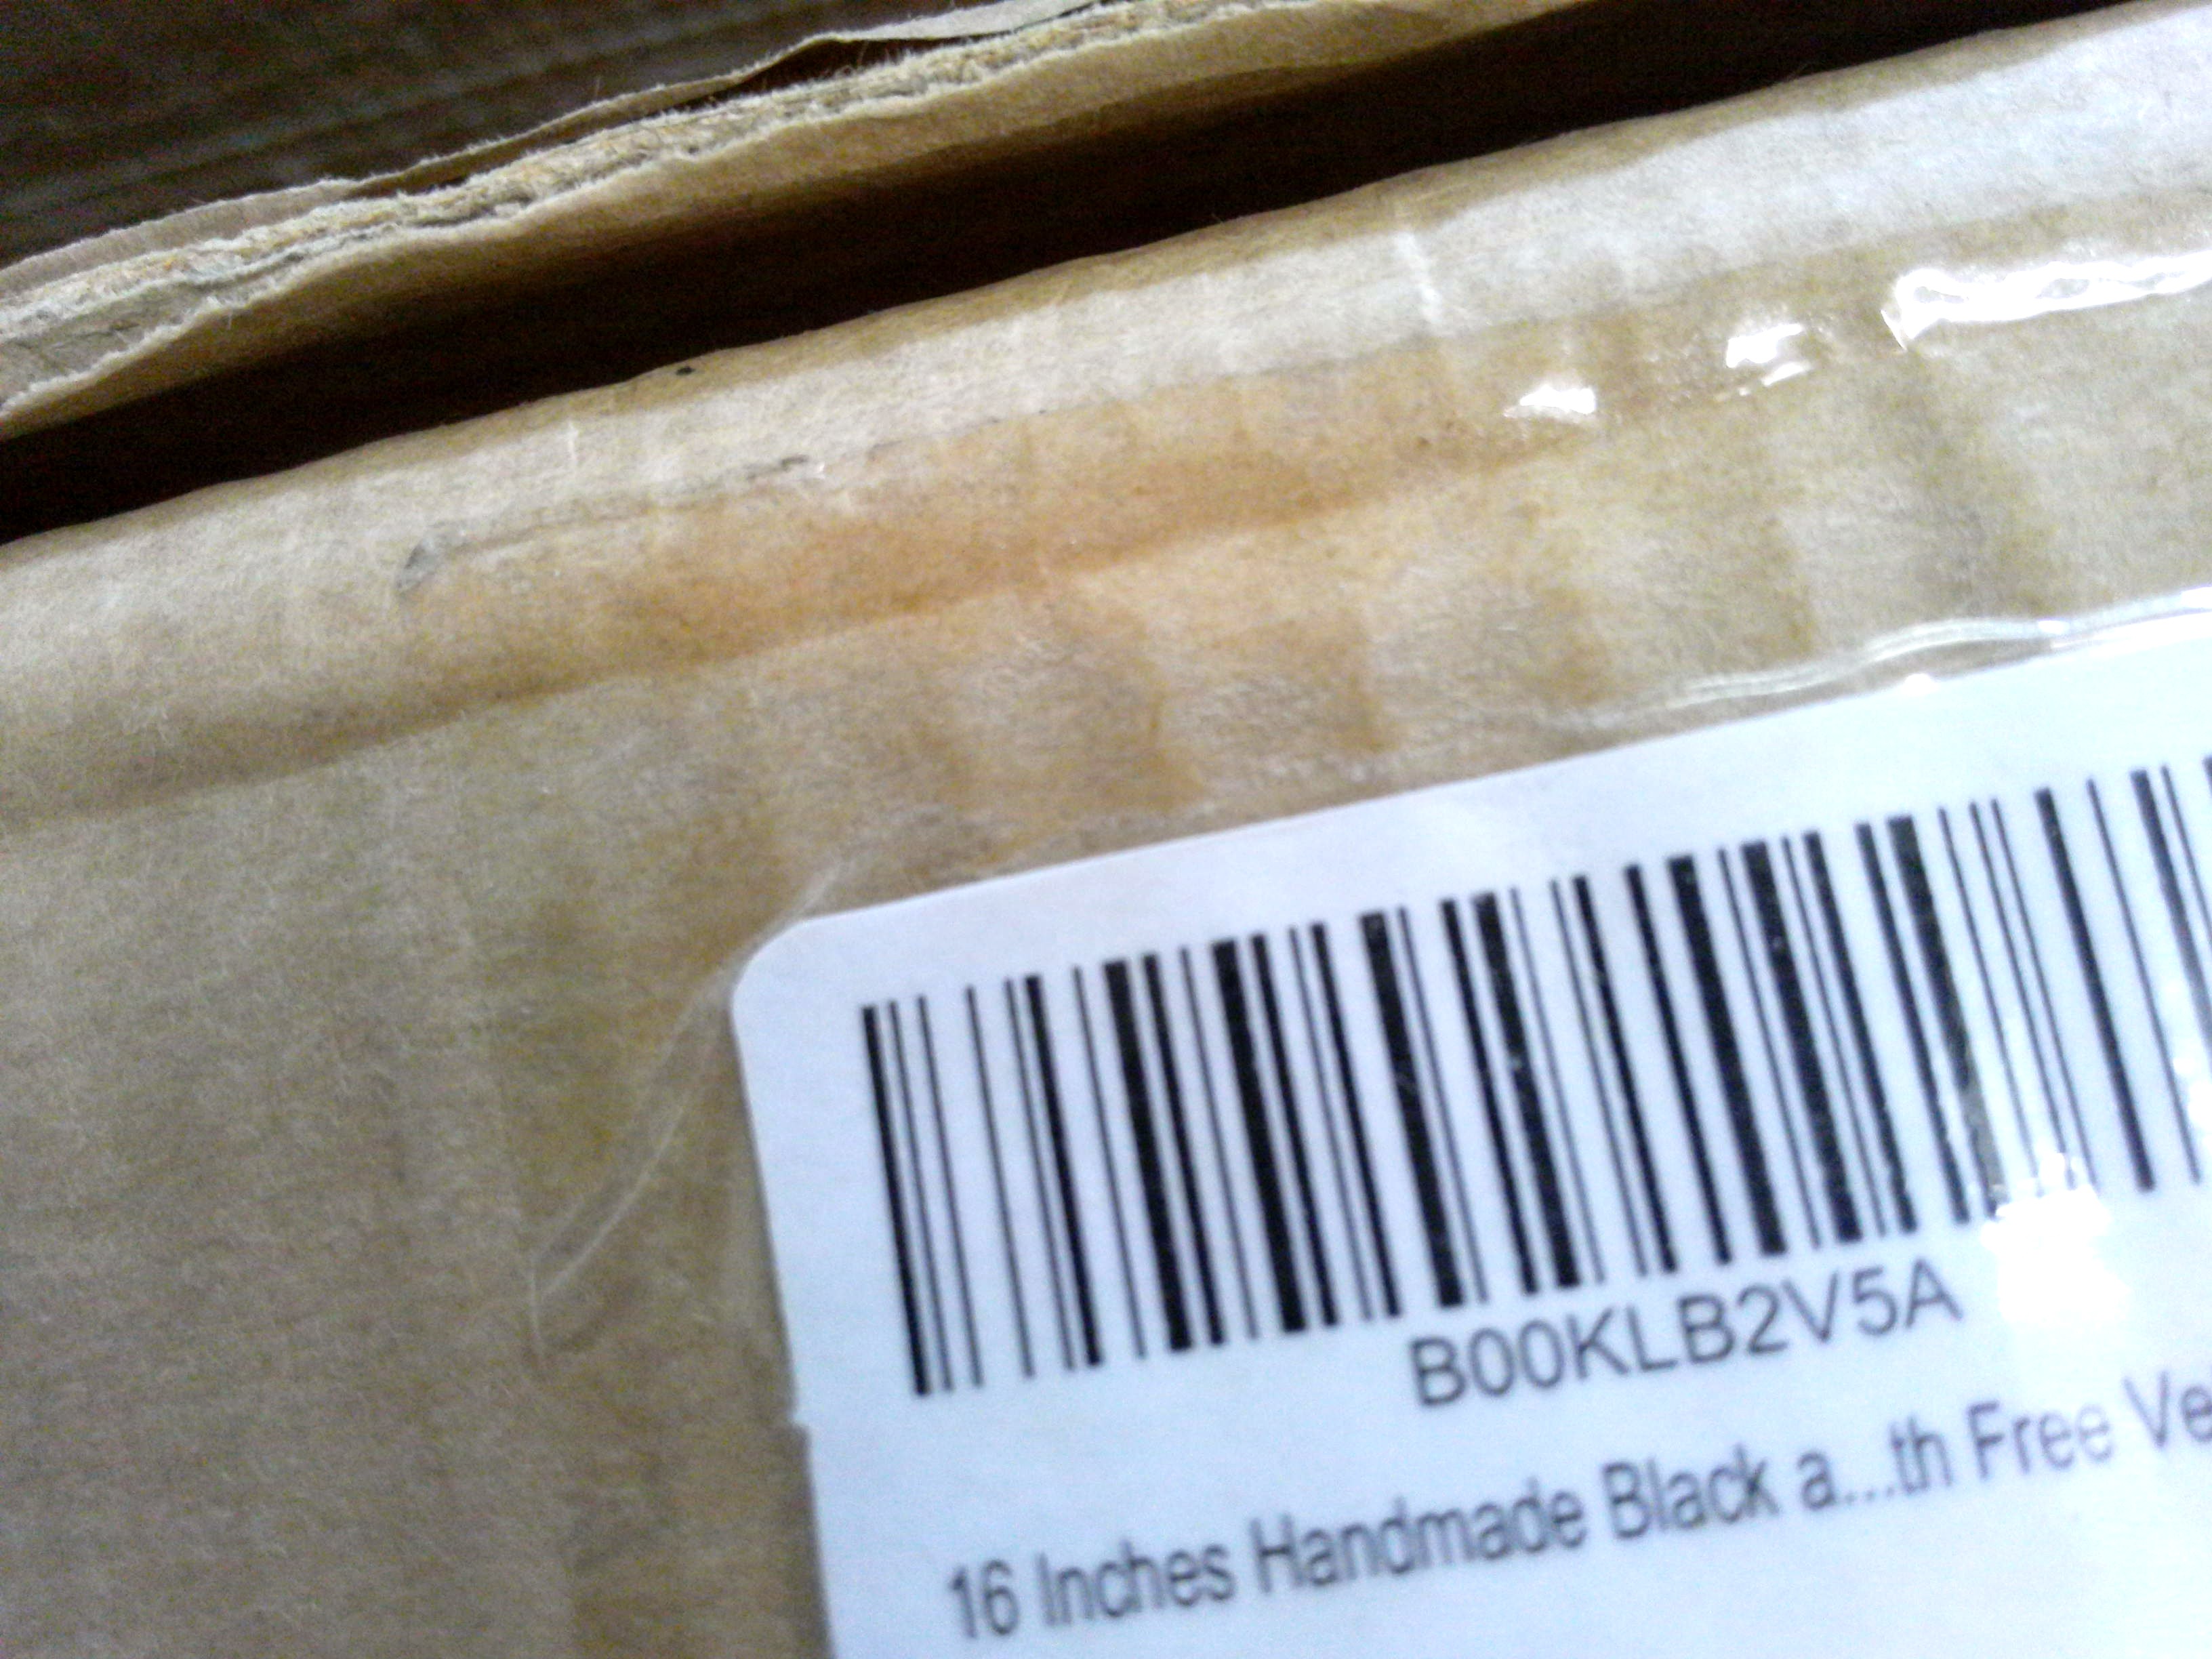 B00KLB2V5A
16 Inches Handmade Black a...th Free Ve